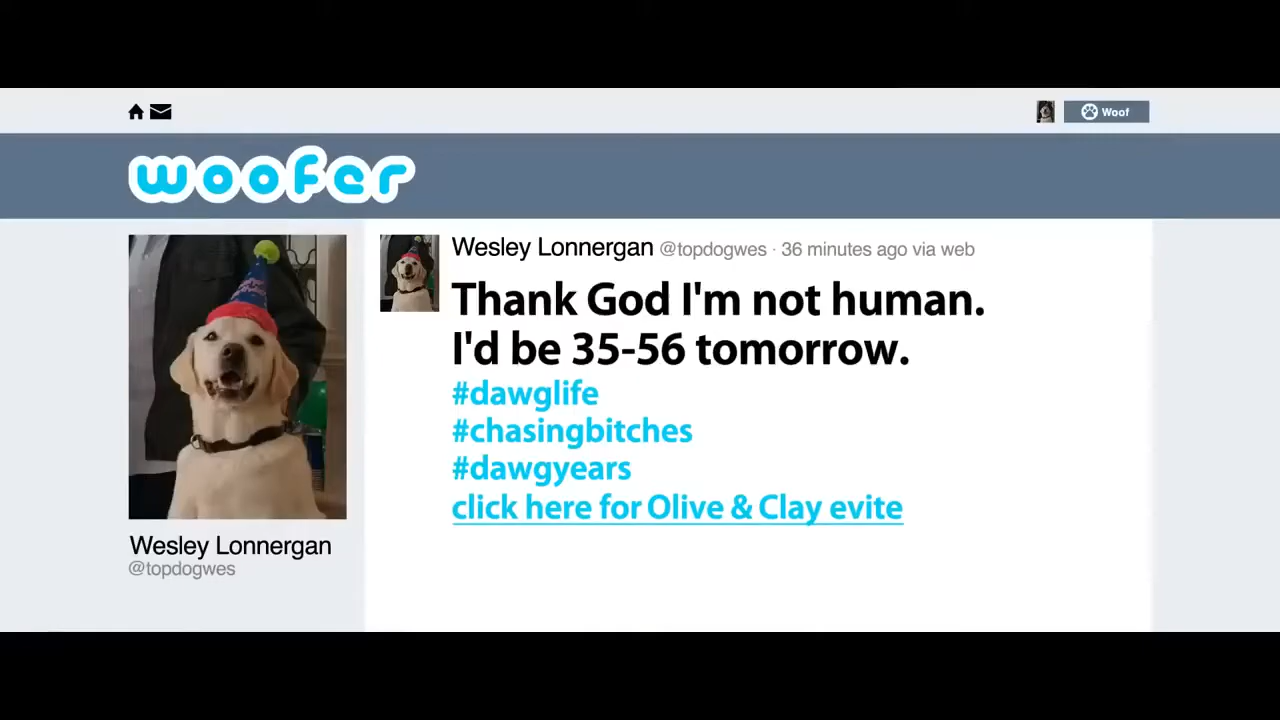 Woof
woofer
Wesley Lonnergan @topdogwes · 36 minutes ago via web
Thank God I'm not human.
I'd be 35-56 tomorrow.
#dawglife
#chasingbitches
#dawgyears
click here for Olive & Clay evite
Wesley Lonnergan
@topdogwes